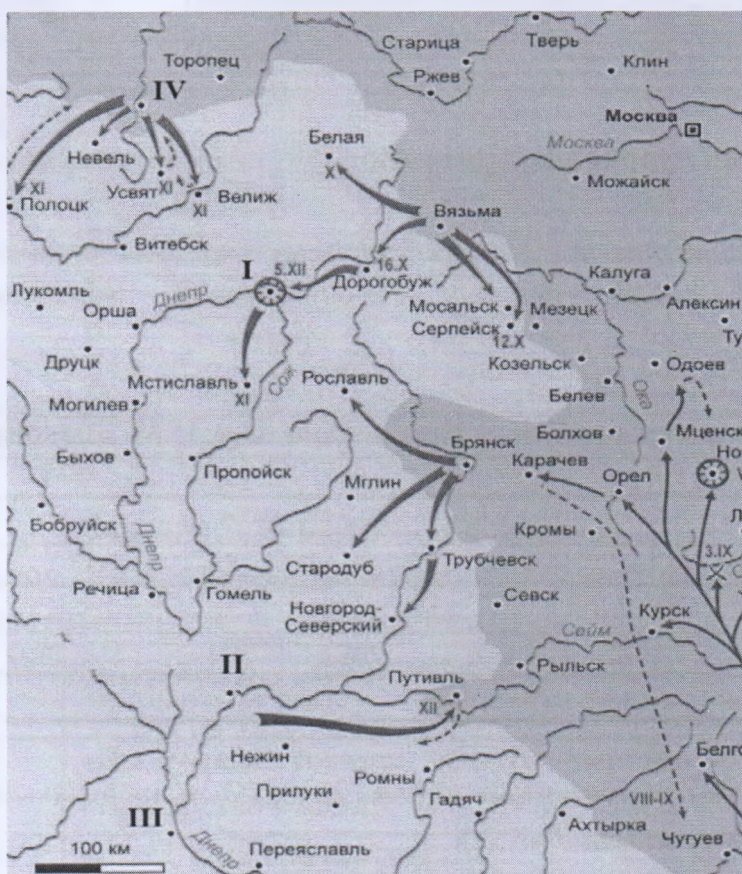 Тверь
Старица
Торопец
Клин
Ржев
IV
Москва
Белая
Москва
Невель
X
Можайск
XI
Усвят
XI
Велиж
Полоцк
XI
Вязьма
Витебск
I
5.XII
16.X
Калуга
Дорогобуж
Лукомль
Днепр
Алексин
Орша
Мосальск
Мезецк
Серпейск
Ту
12.X
Друцк
Козельск
Одоев
Мстиславль
Сож
Рославль
XI
Белев
Ока
Могилев
Мценск
Болхов
Но
Брянск
Быхов
Карачев
Пропойск
Орел
Мглин
Бобруйск
Кромы
Днепр
3.IX
Стародуб
Трубчевск
Речица
Гомель
Севск
Новгород-
Северский
Курск
Сейм
II
Рыльск
Путивль
XII
Нежин
Белго
Ромны
Прилуки
VIII-IX
Гадяч
III
Ахтырка
Днепр
Чугуев
100 км
Переяславль